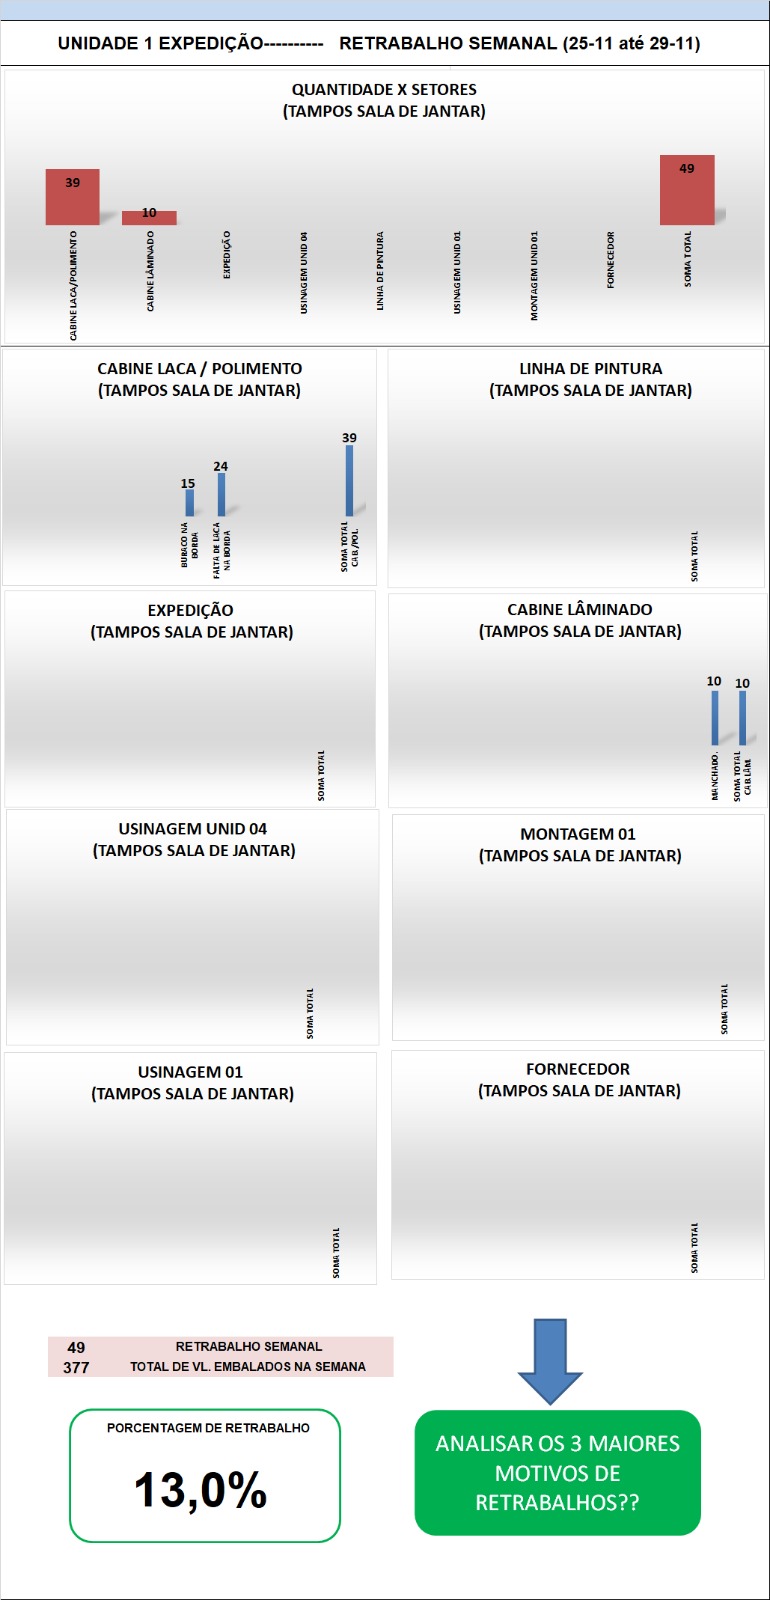 UNIDADE 1 EXPEDIÇÃO---------- RETRABALHO SEMANAL (25-11 até 29-11)
QUANTIDADE X SETORES
(TAMPOS SALA DE JANTAR)
39
10
49
CABINE LACA/POLIMENTO
CABINE LÂMINADO
EXPEDIÇÃO
USINAGEM UNID 04
LINHA DE PINTURA
USINAGEM UNID 01
MONTAGEM UNID 01
FORNECEDOR
SOMA TOTAL
CABINE LACA / POLIMENTO
(TAMPOS SALA DE JANTAR)
15
24
39
BURACO NA
BORDA
FALTA DE LACA
NA BORDA
SOMA TOTAL
CAB./POL.
LINHA DE PINTURA
(TAMPOS SALA DE JANTAR)
SOMA TOTAL
EXPEDIÇÃO
(TAMPOS SALA DE JANTAR)
SOMA TOTAL
CABINE LÂMINADO
(TAMPOS SALA DE JANTAR)
10
10
MANCHADO.
SOMA TOTAL
CAB LÂM.
USINAGEM UNID 04
(TAMPOS SALA DE JANTAR)
SOMA TOTAL
MONTAGEM 01
(TAMPOS SALA DE JANTAR)
SOMA TOTAL
USINAGEM 01
(TAMPOS SALA DE JANTAR)
SOMA TOTAL
FORNECEDOR
(TAMPOS SALA DE JANTAR)
SOMA TOTAL
49 RETRABALHO SEMANAL
377 TOTAL DE VL. EMBALADOS NA SEMANA
PORCENTAGEM DE RETRABALHO
13,0%
ANALISAR OS 3 MAIORES
MOTIVOS DE
RETRABALHOS??